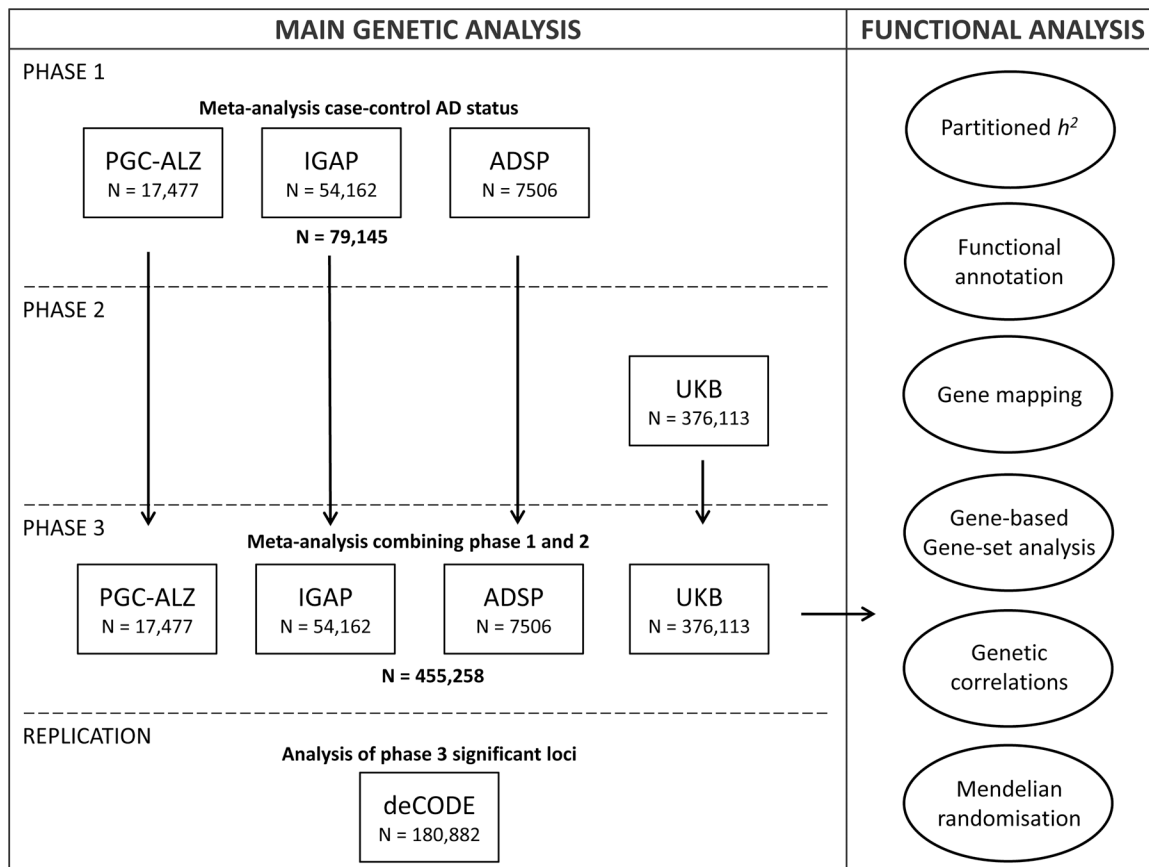 MAIN GENETIC ANALYSIS
PHASE 1
Meta-analysis case-control AD status
PGC-ALZ
N = 17,477
IGAP
N = 54,162
ADSP
N = 7506
N = 79,145
PHASE 2
UKB
N = 376,113
PHASE 3
Meta-analysis combining phase 1 and 2
PGC-ALZ
N = 17,477
IGAP
N = 54,162
ADSP
N = 7506
UKB
N = 376,113
N = 455,258
REPLICATION
Analysis of phase 3 significant loci
deCODE
N = 180,882
FUNCTIONAL ANALYSIS
Partitioned h²
Functional
annotation
Gene mapping
Gene-based
Gene-set analysis
Genetic
correlations
Mendelian
randomisation